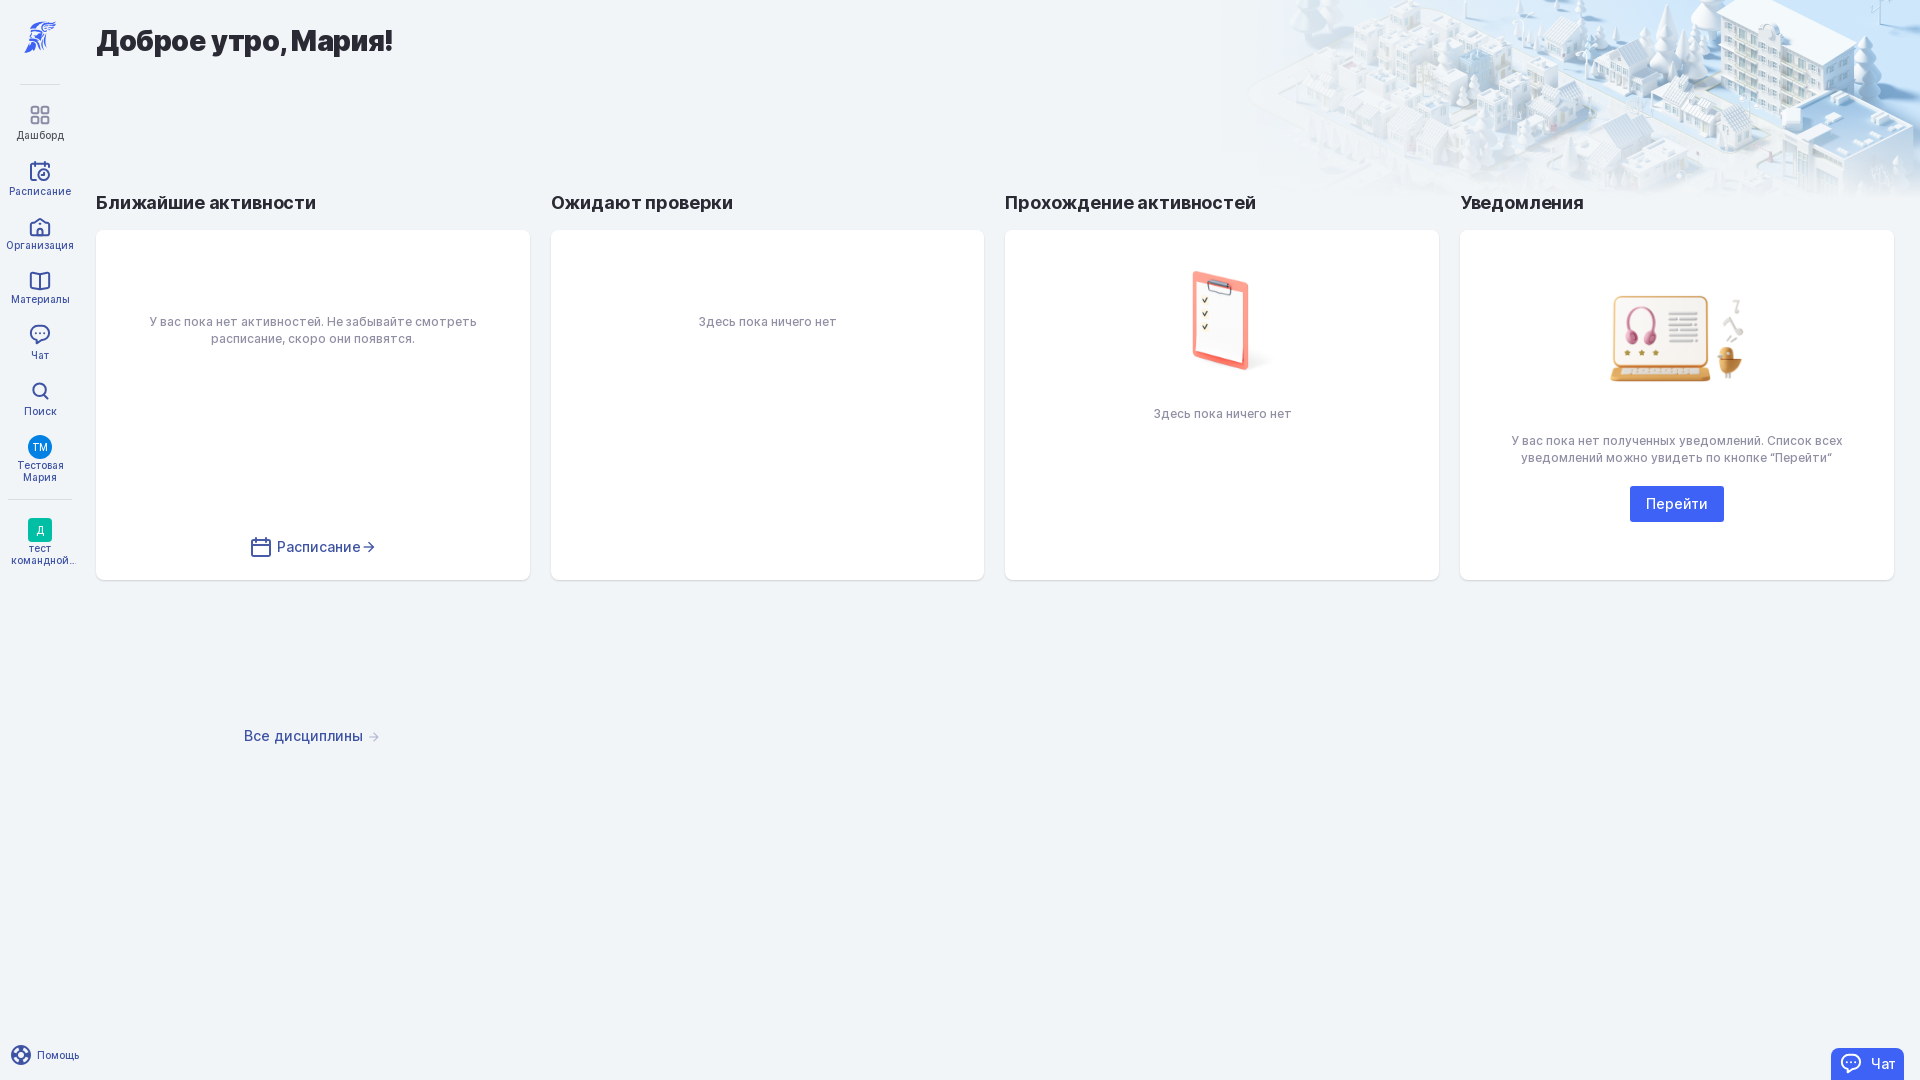 Доброе утро, Мария!
Дашборд
Расписание
Организация
Материалы
Чат
Поиск
ТМ
Тестовая
Мария
Д
тест
командной...
Помощь
Ближайшие активности
У вас пока нет активностей. Не забывайте смотреть
расписание, скоро они появятся.
Расписание
Ожидают проверки
Здесь пока ничего нет
Прохождение активностей
Здесь пока ничего нет
Уведомления
У вас пока нет полученных уведомлений. Список всех
уведомлений можно увидеть по кнопке “Перейти“
Перейти
Все дисциплины
Чат